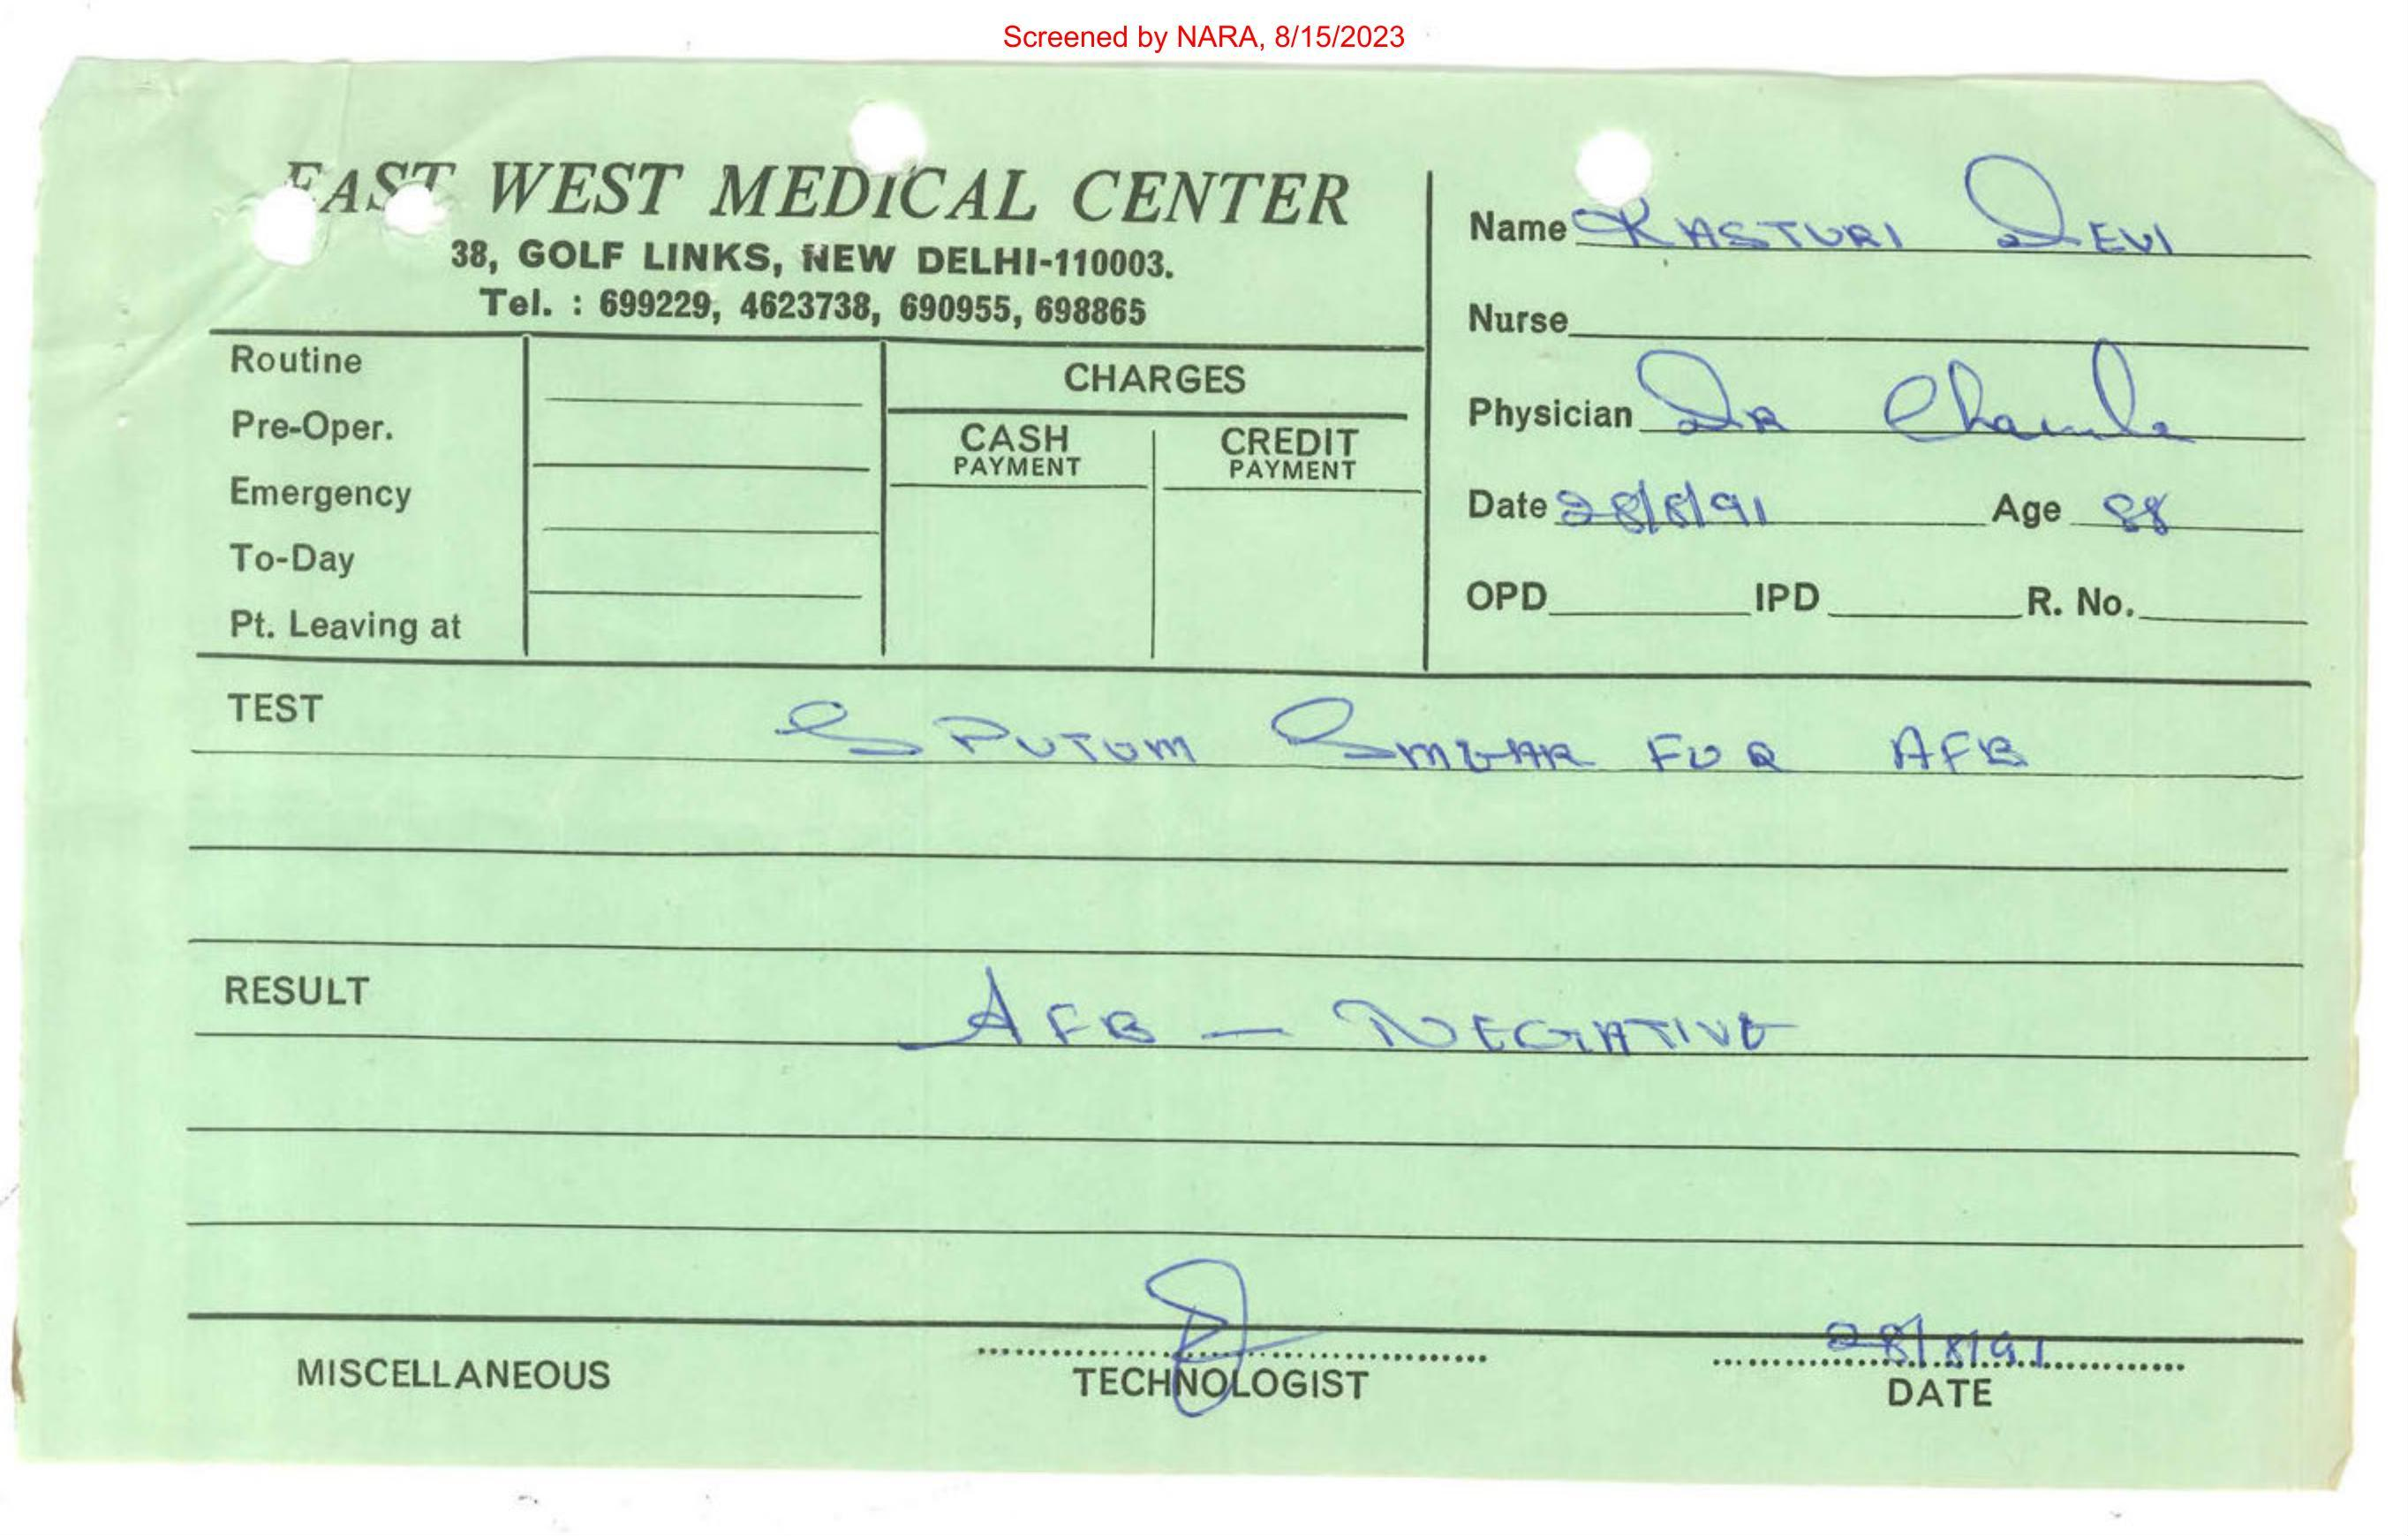 Screened by NARA, 8/15/2023
EAST WEST MEDICAL CENTER
38, GOLF LINKS, NEW DELHI-110003.
Tel. : 699229, 4623738, 690955, 698865
Routine
Pre-Oper.
Emergency
To-Day
Pt. Leaving at
CHARGES
CASH PAYMENT
CREDIT PAYMENT
Name KASTURI DEVI
Nurse
Physician DR Chawla
Date 28/8/91 Age 88
OPD IPD R. No.
TEST SPUTUM SMEAR FOR AFB
RESULT AFB — NEGATIVE
28/8/91
MISCELLANEOUS TECHNOLOGIST DATE